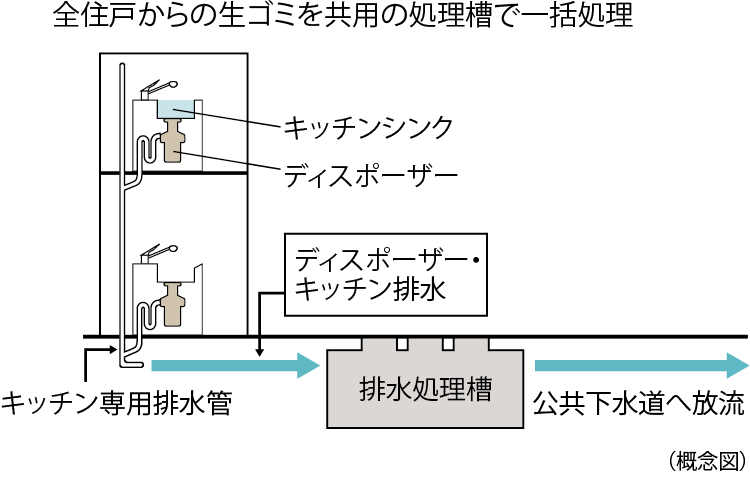 全住戸からの生ゴミを共用の処理槽で一括処理
キッチンシンク
ディスポーザー
ディスポーザー・
キッチン排水
キッチン専用排水管
排水処理槽
公共下水道へ放流
（概念図）